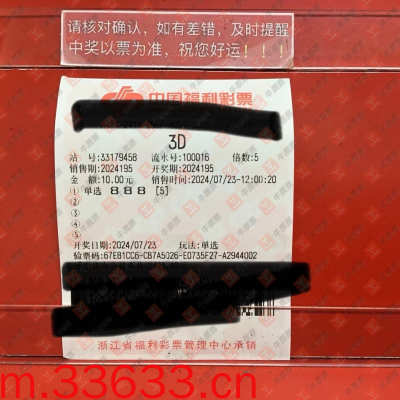 请核对确认，如有差错，及时提醒
中奖以票为准，祝您好运！！！
中国福利彩票
3D
站 号:33179458 流水号:100016 倍数:5
销售期:2024195 开奖期:2024195
金 额:10.00元 销售时间:2024/07/23-12:00:20
① 单选 8 8 8 [5]
②
③
④
⑤
开奖日期:2024/07/23 玩法:单选
验票码:67E81CC6-CB7A5026-E0735F27-A2944002
浙江省福利彩票管理中心承销
m.33633.cn